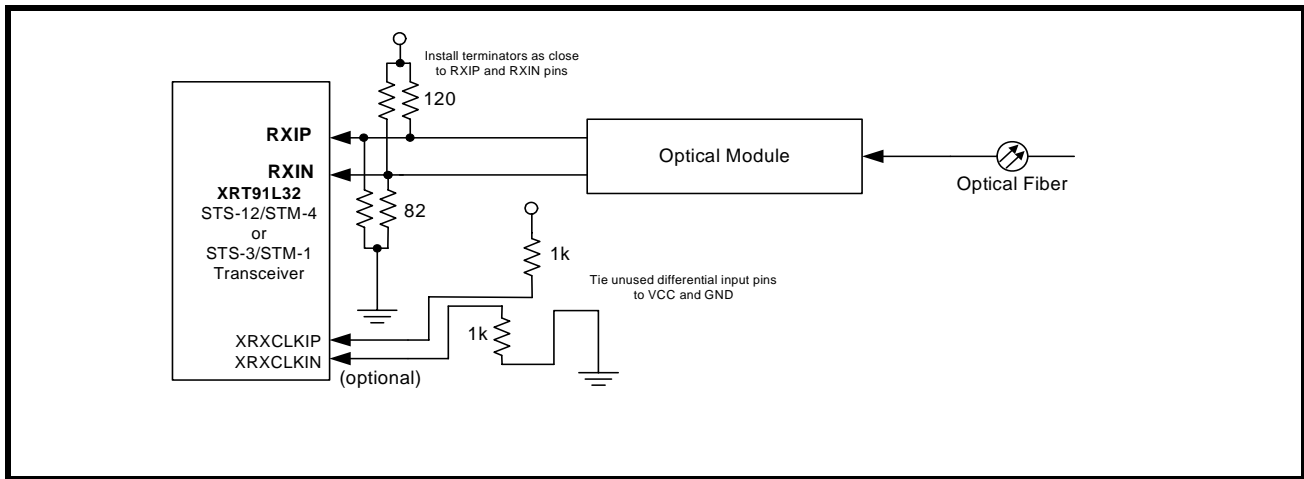 Install terminators as close
to RXIP and RXIN pins
120
RXIP
RXIN
XRT91L32
STS-12/STM-4
or
STS-3/STM-1
Transceiver
82
Optical Module
Optical Fiber
1k
Tie unused differential input pins
to VCC and GND
1k
XRXCLKIP
XRXCLKIN
(optional)